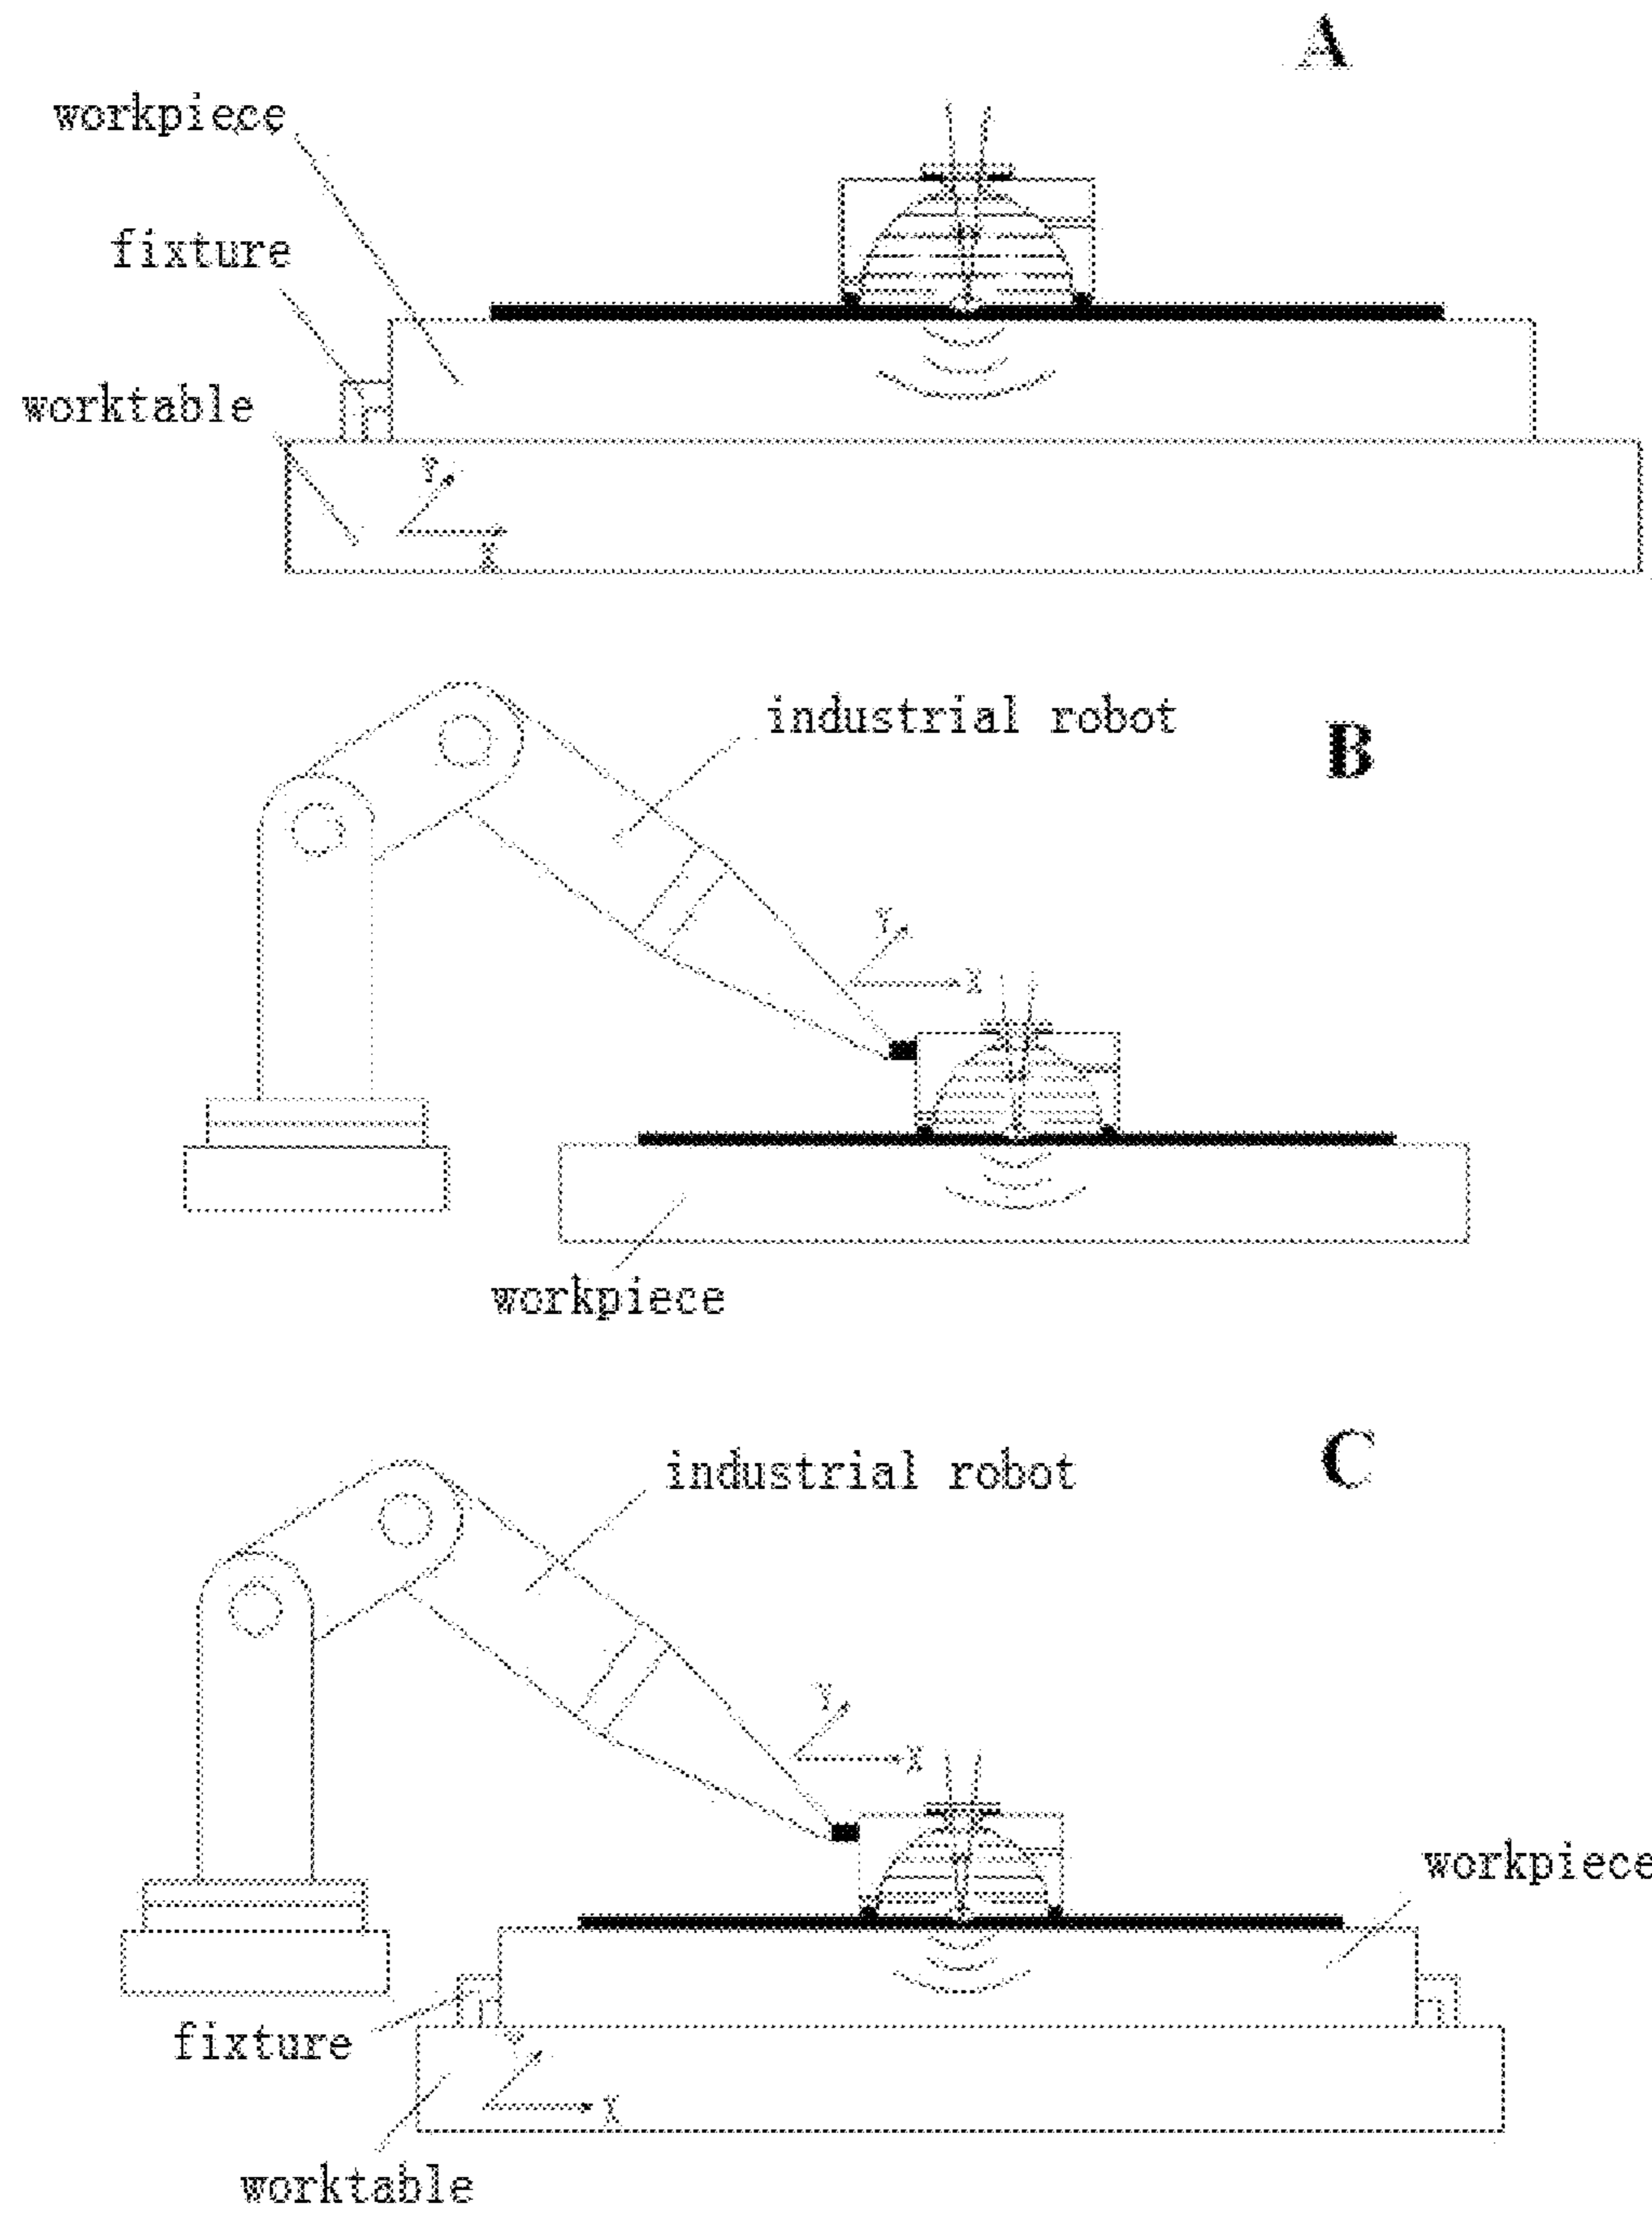 A
workpiece
fixture
worktable
Y
X
industrial robot
B
Y
X
workpiece
industrial robot
C
Y
X
workpiece
fixture
Y
X
worktable